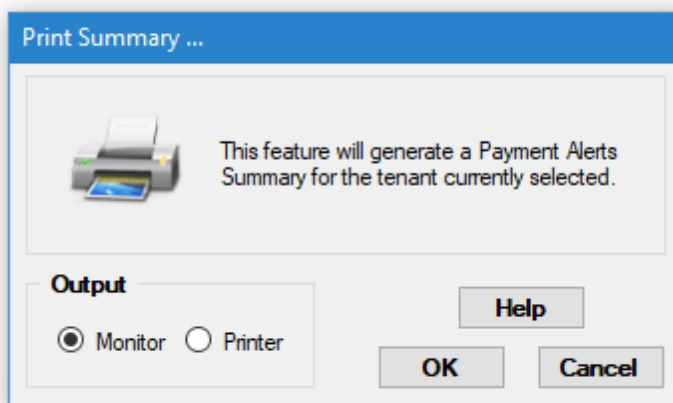 Print Summary ...
This feature will generate a Payment Alerts
Summary for the tenant currently selected.
Output
Monitor Printer
Help
OK Cancel